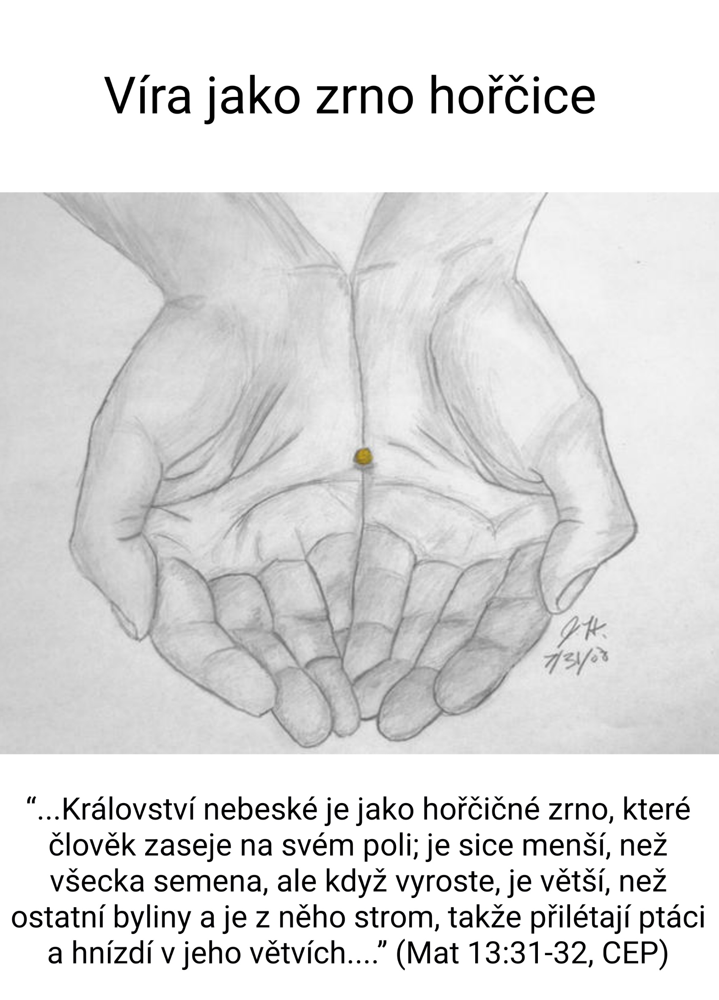 Víra jako zrno hořčice
J H.
7/31/08
“...Království nebeské je jako hořčičné zrno, které
člověk zaseje na svém poli; je sice menší, než
všecka semena, ale když vyroste, je větší, než
ostatní byliny a je z něho strom, takže přilétají ptáci
a hnízdí v jeho větvích....” (Mat 13:31-32, CEP)